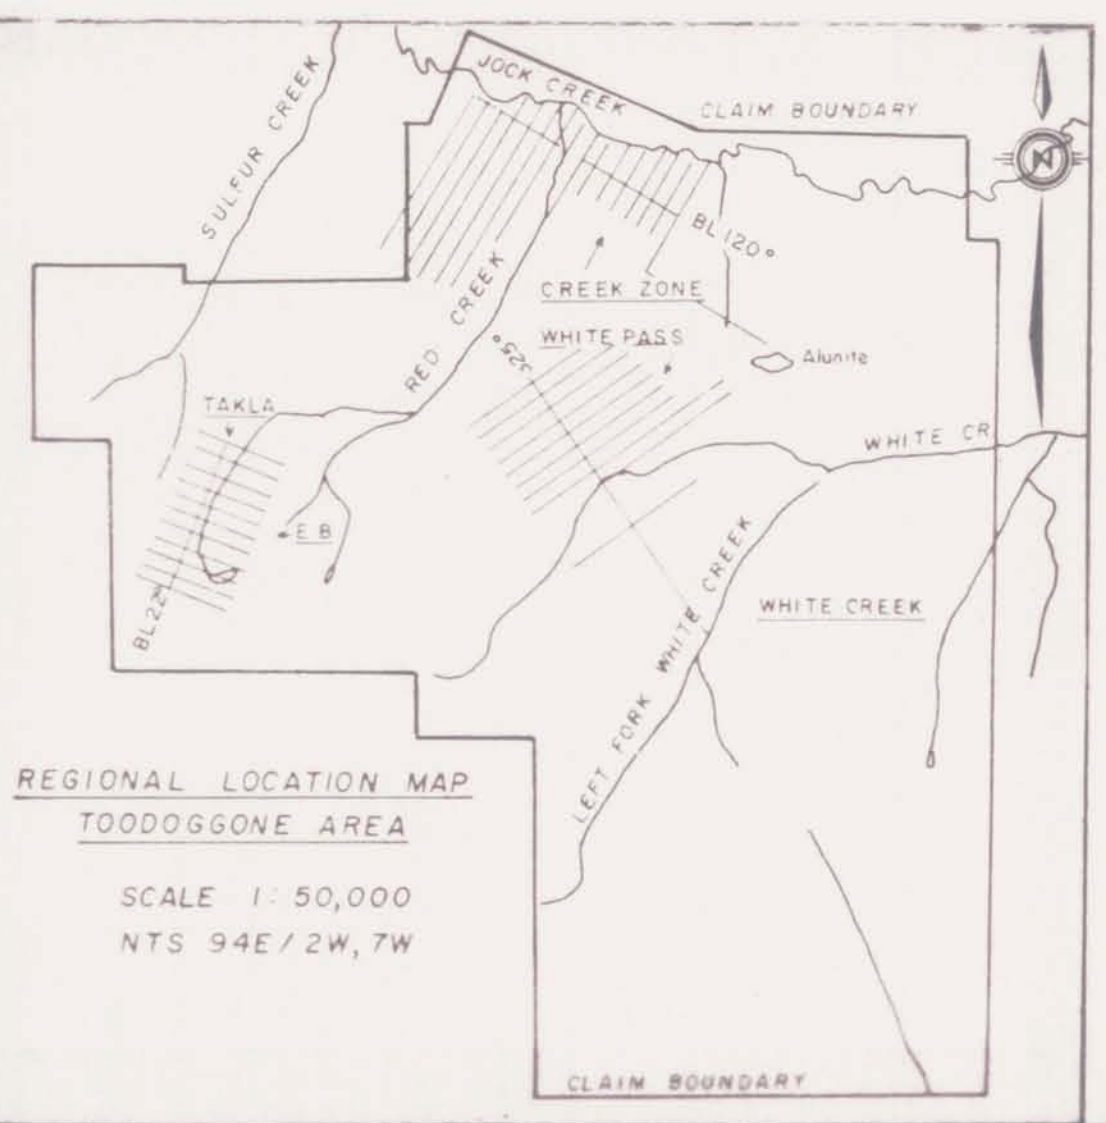 JOCK CREEK
CLAIM BOUNDARY
SULFUR CREEK
N
BL 120°
RED CREEK
CREEK ZONE
WHITE PASS
325°
Alunite
TAKLA
WHITE CR
E B
BL 22°
LEFT FORK WHITE CREEK
WHITE CREEK
REGIONAL LOCATION MAP
TOODOGGONE AREA
SCALE 1:50,000
NTS 94E/2W, 7W
CLAIM BOUNDARY